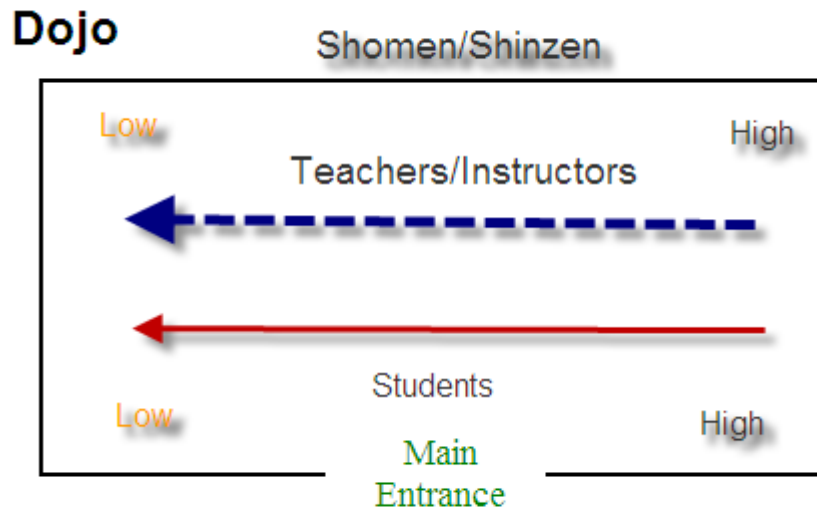 Dojo
Shomen/Shinzen
Low
High
Teachers/Instructors
Students
Low
High
Main
Entrance